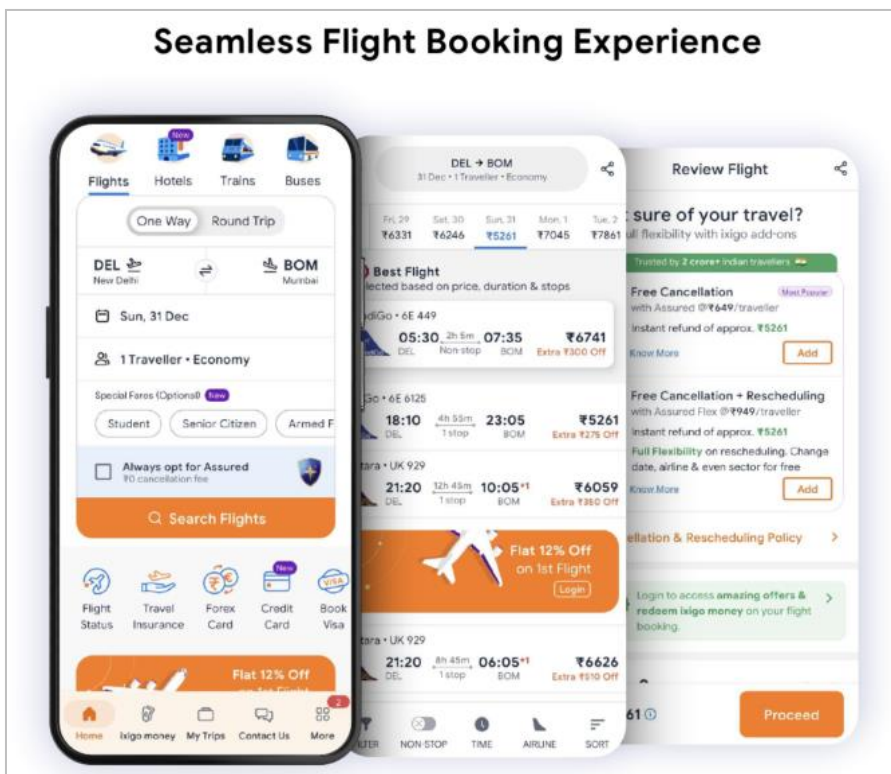 Seamless Flight Booking Experience
New
Flights Hotels Trains Buses
One Way Round Trip
DEL BOM
New Delhi Mumbai
Sun, 31 Dec
1 Traveller • Economy
Special Fares (Optional) New
Student Senior Citizen Armed F
Always opt for Assured
₹0 cancellation fee
Search Flights
New
Flight Status
Travel Insurance
Forex Card
Credit Card
VISA
Book Visa
Flat 12% Off
on 1st Flight
2
Home ixigo money My Trips Contact Us More
DEL → BOM
31 Dec • 1 Traveller • Economy
Fri, 29 Sat, 30 Sun, 31 Mon, 1 Tue, 2
₹6331 ₹6246 ₹5261 ₹7045 ₹7861
Best Flight
lected based on price, duration & stops
diGo • 6E 449
05:30 2h 5m 07:35 ₹6741
DEL Non-stop BOM Extra ₹300 Off
Go • 6E 6125
18:10 4h 55m 23:05 ₹5261
DEL 1 stop BOM Extra ₹275 Off
tara • UK 929
21:20 12h 45m 10:05+1 ₹6059
DEL 1 stop BOM Extra ₹350 Off
Flat 12% Off
on 1st Flight
Login
tara • UK 929
21:20 8h 45m 06:05+1 ₹6626
DEL 1 stop BOM Extra ₹510 Off
LTER NON-STOP TIME AIRLINE SORT
Review Flight
sure of your travel?
ull flexibility with ixigo add-ons
Trusted by 2 crore+ Indian travellers
Free Cancellation Most Popular
with Assured @₹649/traveller
Instant refund of approx. ₹5261
Know More Add
Free Cancellation + Rescheduling
with Assured Flex @₹949/traveller
Instant refund of approx. ₹5261
Full Flexibility on rescheduling. Change
date, airline & even sector for free
Know More Add
ellation & Rescheduling Policy
Login to access amazing offers &
redeem ixigo money on your flight
booking.
61 Proceed